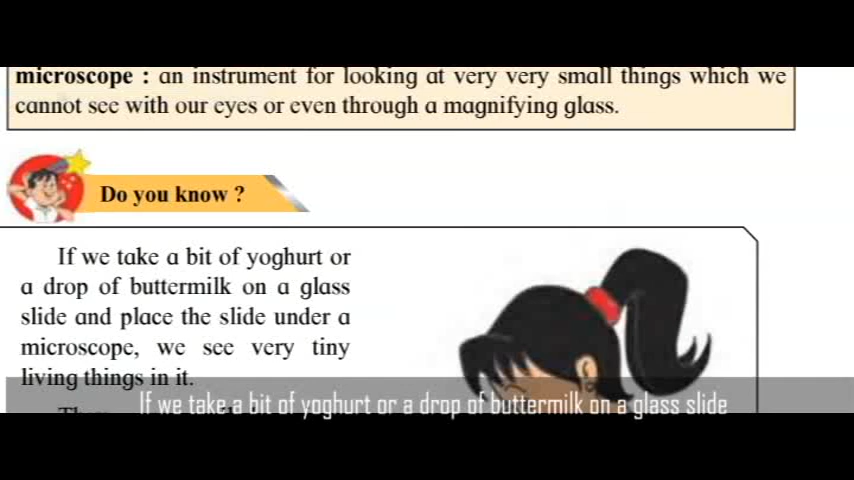 microscope : an instrument for looking at very very small things which we
cannot see with our eyes or even through a magnifying glass.
Do you know ?
If we take a bit of yoghurt or
a drop of buttermilk on a glass
slide and place the slide under a
microscope, we see very tiny
living things in it.
If we take a bit of yoghurt or a drop of buttermilk on a glass slide